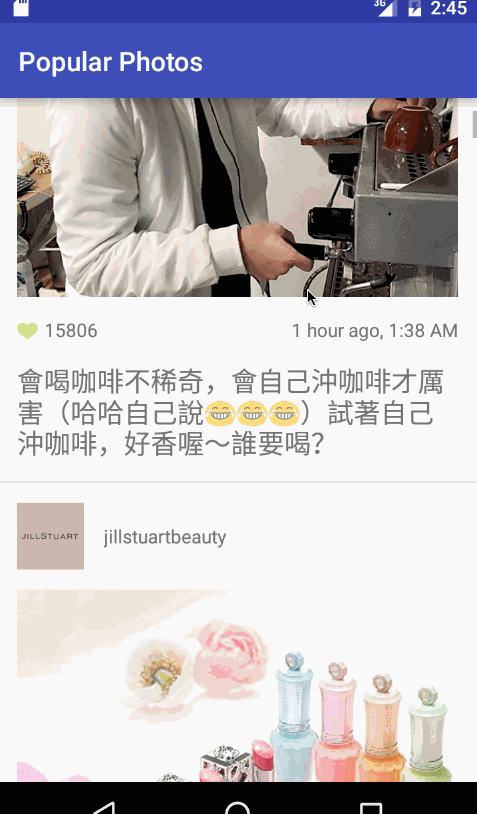 3G 2:45
Popular Photos
15806 1 hour ago, 1:38 AM
會喝咖啡不稀奇，會自己沖咖啡才厲
害（哈哈自己說😁😁😁）試著自己
沖咖啡，好香喔～誰要喝？
JILLSTUART jillstuartbeauty